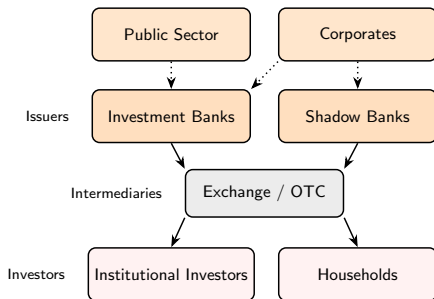 Public Sector
Corporates
Issuers
Investment Banks
Shadow Banks
Intermediaries
Exchange / OTC
Investors
Institutional Investors
Households